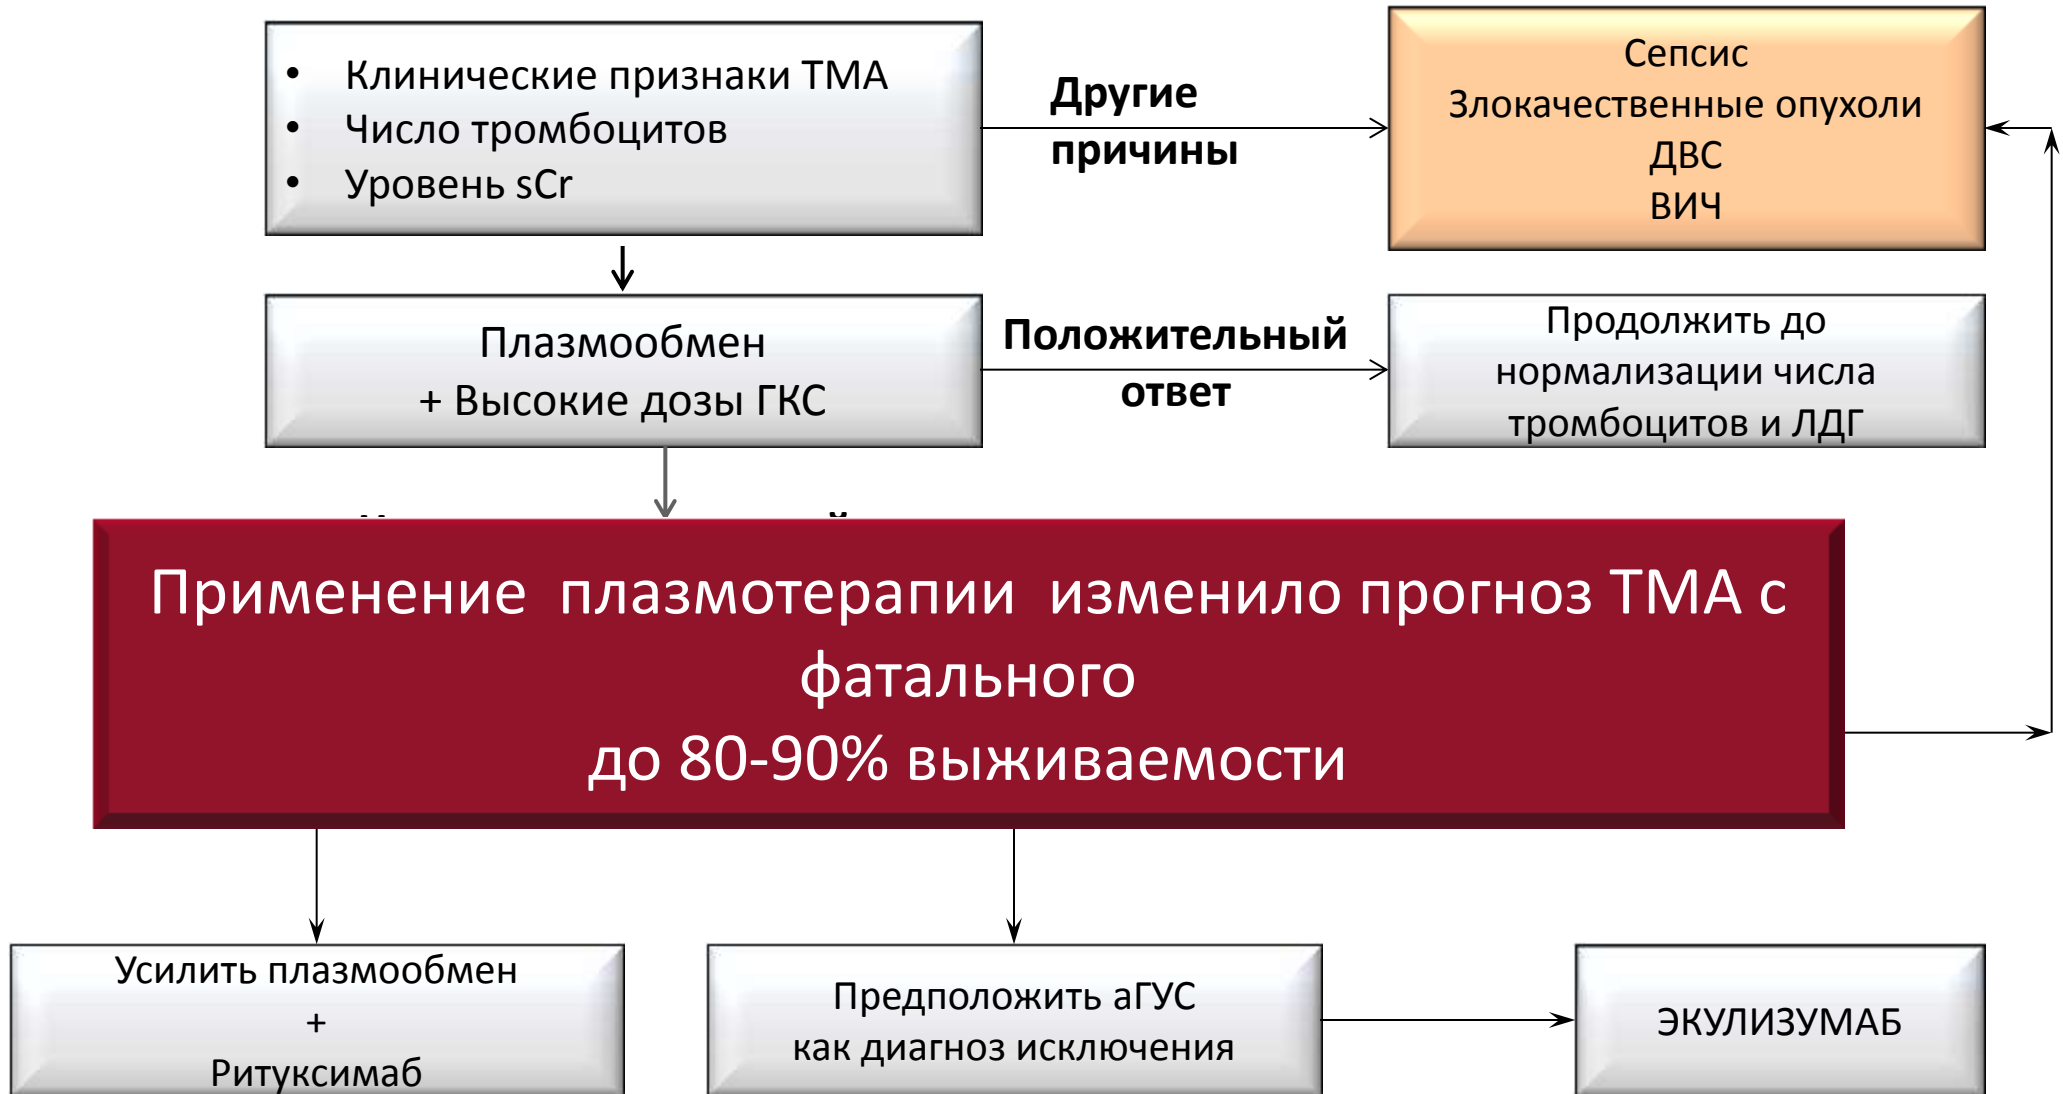 • Клинические признаки ТМА
• Число тромбоцитов
• Уровень sCr
Другие
причины
Сепсис
Злокачественные опухоли
ДВС
ВИЧ
Плазмообмен
+ Высокие дозы ГКС
Положительный
ответ
Продолжить до
нормализации числа
тромбоцитов и ЛДГ
Применение плазмотерапии изменило прогноз ТМА с
фатального
до 80-90% выживаемости
Усилить плазмообмен
+
Ритуксимаб
Предположить аГУС
как диагноз исключения
ЭКУЛИЗУМАБ